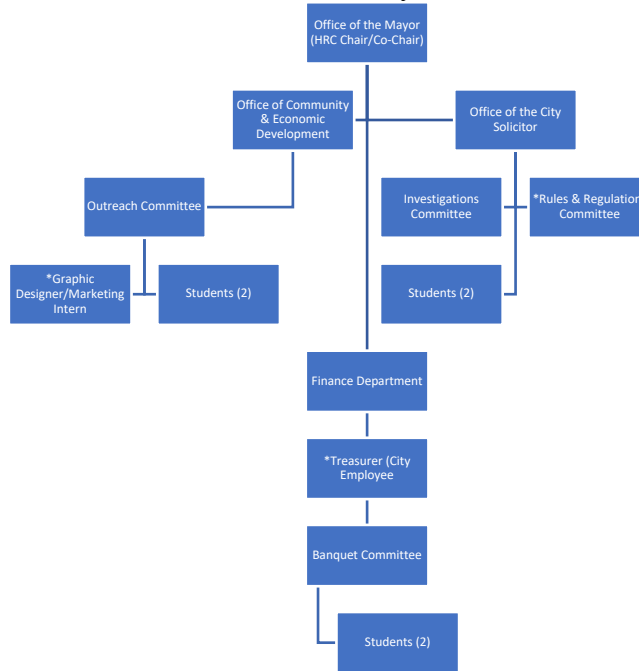 Office of the Mayor
(HRC Chair/Co-Chair)
Office of Community
& Economic
Development
Office of the City
Solicitor
Outreach Committee
Investigations
Committee
*Rules & Regulation
Committee
*Graphic
Designer/Marketing
Intern
Students (2)
Students (2)
Finance Department
*Treasurer (City
Employee
Banquet Committee
Students (2)